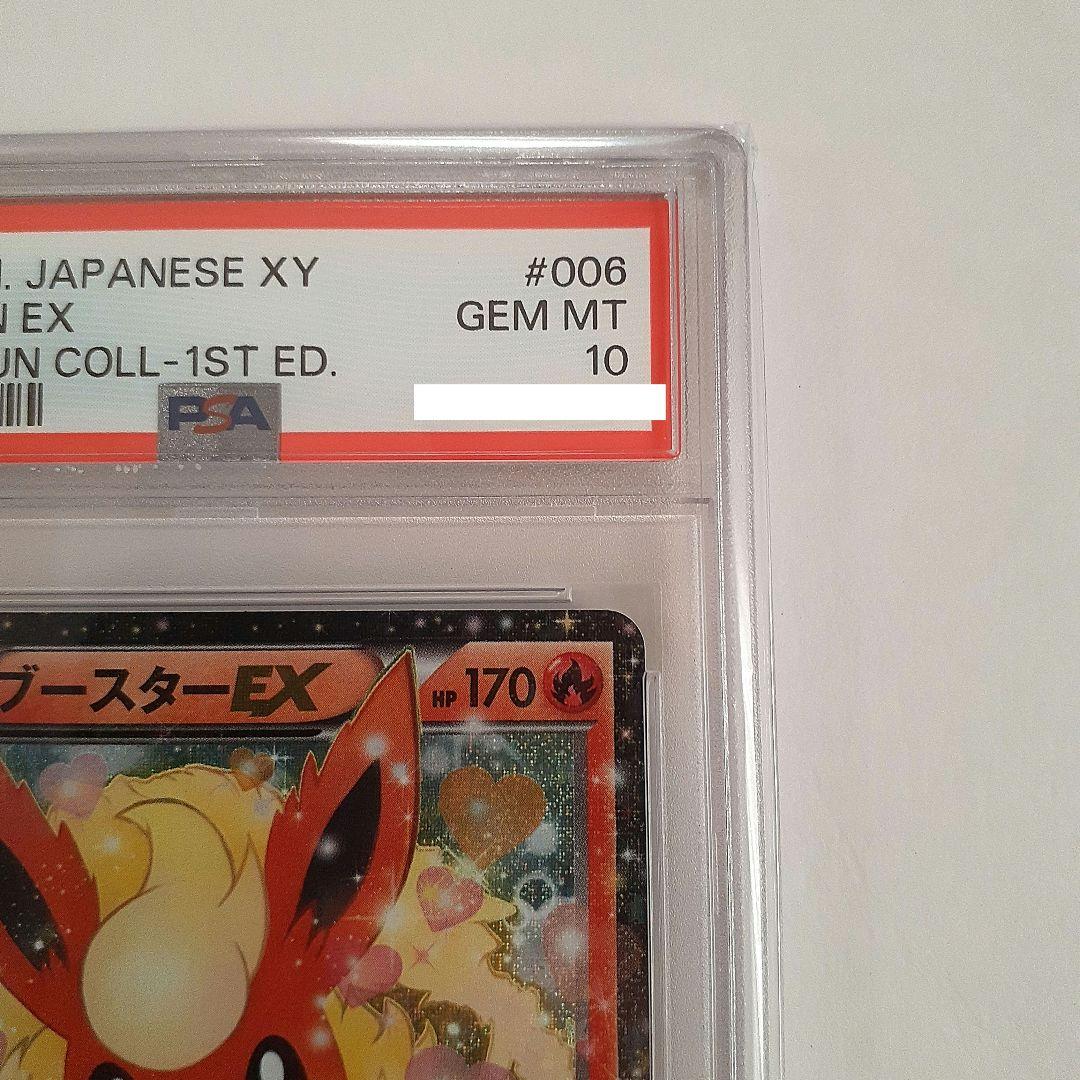 . JAPANESE XY #006
N EX GEM MT
UN COLL-1ST ED. 10
PSA
ブースターEX HP 170